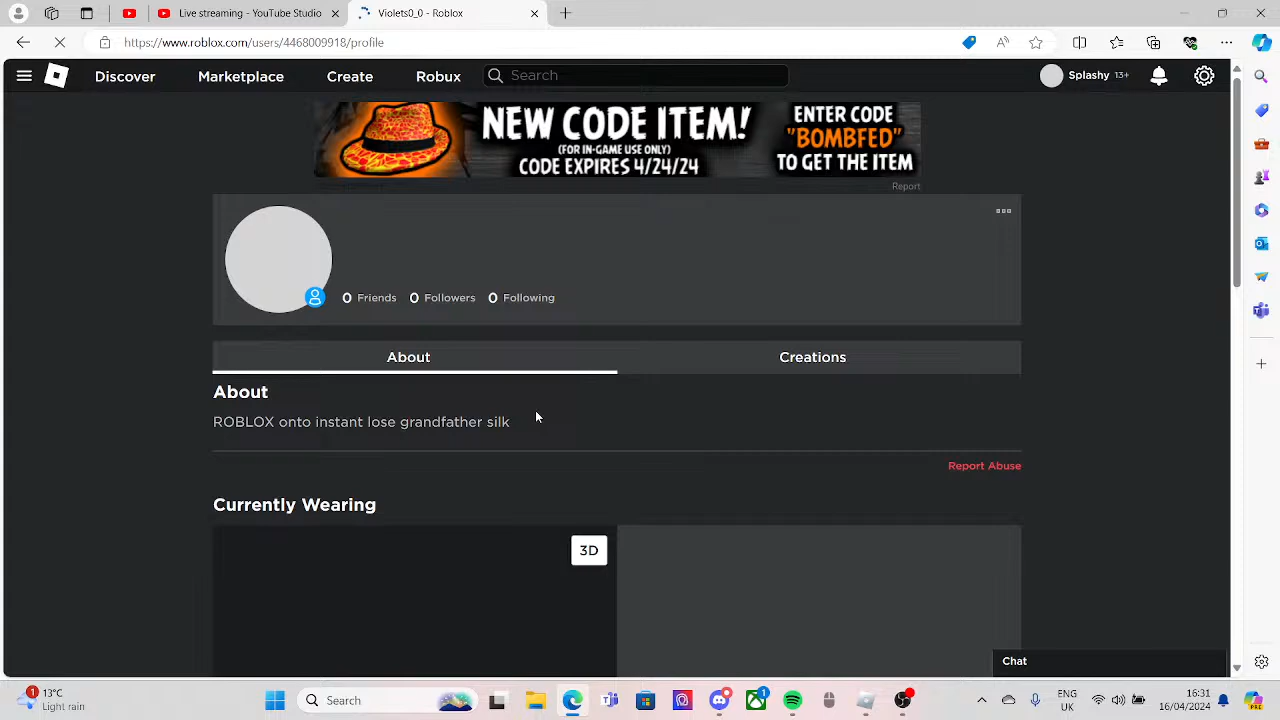 Live streaming - YouTube Studio
Violets0_0 - Roblox
https://www.roblox.com/users/4468009918/profile
Discover
Marketplace
Create
Robux
Search
Splashy 13+
NEW CODE ITEM!
(FOR IN-GAME USE ONLY)
CODE EXPIRES 4/24/24
ENTER CODE
"BOMBFED"
TO GET THE ITEM
Report
0 Friends 0 Followers 0 Following
About
Creations
About
ROBLOX onto instant lose grandfather silk
Report Abuse
Currently Wearing
3D
Chat
1
13°C
Light rain
Search
1
ENG
UK
16:31
16/04/2024
PRE